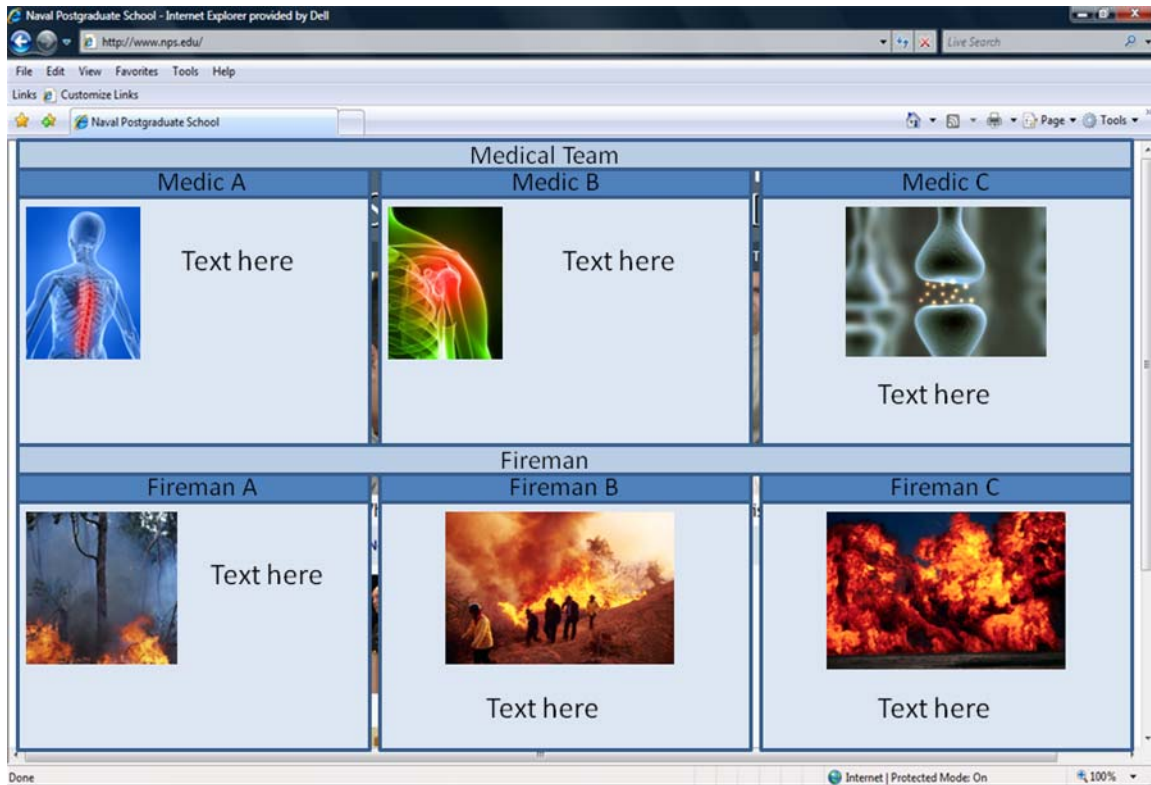 Naval Postgraduate School - Internet Explorer provided by Dell
http://www.nps.edu/
Live Search
File Edit View Favorites Tools Help
Links Customize Links
Naval Postgraduate School
Page Tools
Medical Team
Medic A Medic B Medic C
Text here Text here
Text here
Fireman
Fireman A Fireman B Fireman C
Text here
Text here Text here
Done Internet | Protected Mode: On 100%